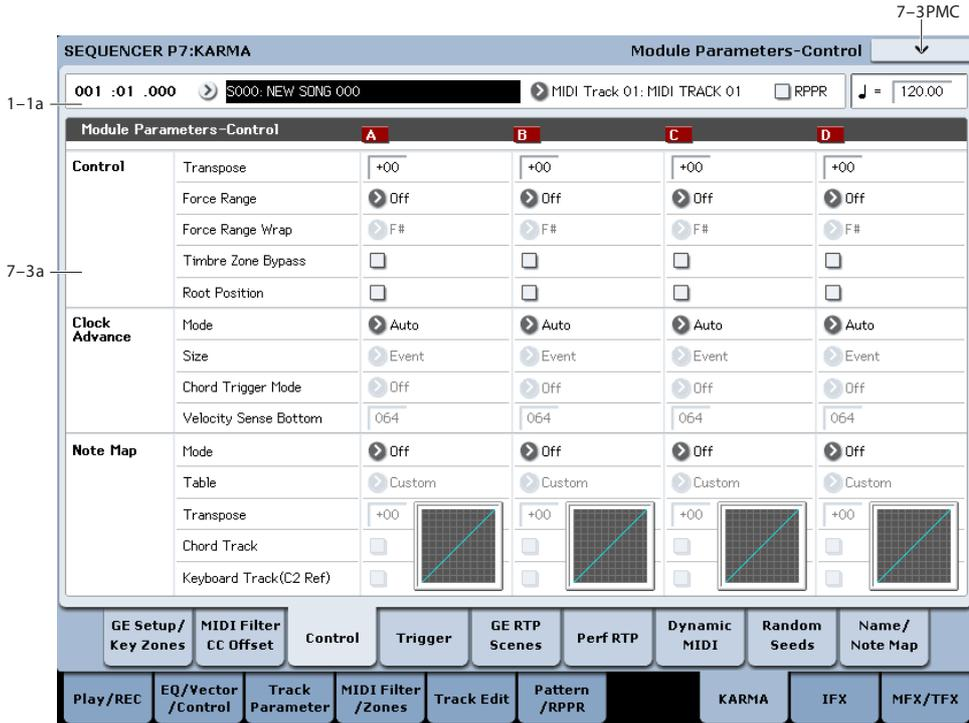 7–3PMC
SEQUENCER P7:KARMA Module Parameters-Control
1–1a
001 :01 .000 S000: NEW SONG 000 MIDI Track 01: MIDI TRACK 01 RPPR ♩ = 120.00
Module Parameters-Control A B C D
Control Transpose +00 +00 +00 +00
Force Range Off Off Off Off
Force Range Wrap F# F# F# F#
7–3a
Timbre Zone Bypass
Root Position
Clock Advance Mode Auto Auto Auto Auto
Size Event Event Event Event
Chord Trigger Mode Off Off Off Off
Velocity Sense Bottom 064 064 064 064
Note Map Mode Off Off Off Off
Table Custom Custom Custom Custom
Transpose +00 +00 +00 +00
Chord Track
Keyboard Track(C2 Ref)
GE Setup/ Key Zones MIDI Filter CC Offset Control Trigger GE RTP Scenes Perf RTP Dynamic MIDI Random Seeds Name/ Note Map
Play/REC EQ/Vector /Control Track Parameter MIDI Filter /Zones Track Edit Pattern /RPPR KARMA IFX MFX/TFX